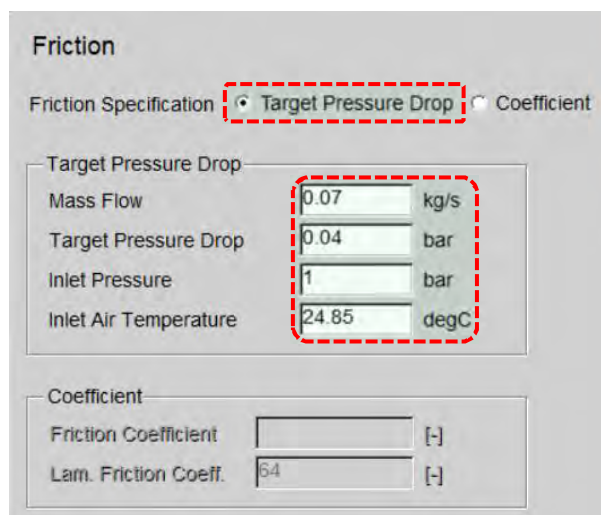 Friction
Friction Specification Target Pressure Drop Coefficient
Target Pressure Drop
Mass Flow 0.07 kg/s
Target Pressure Drop 0.04 bar
Inlet Pressure 1 bar
Inlet Air Temperature 24.85 degC
Coefficient
Friction Coefficient [-]
Lam. Friction Coeff. 64 [-]